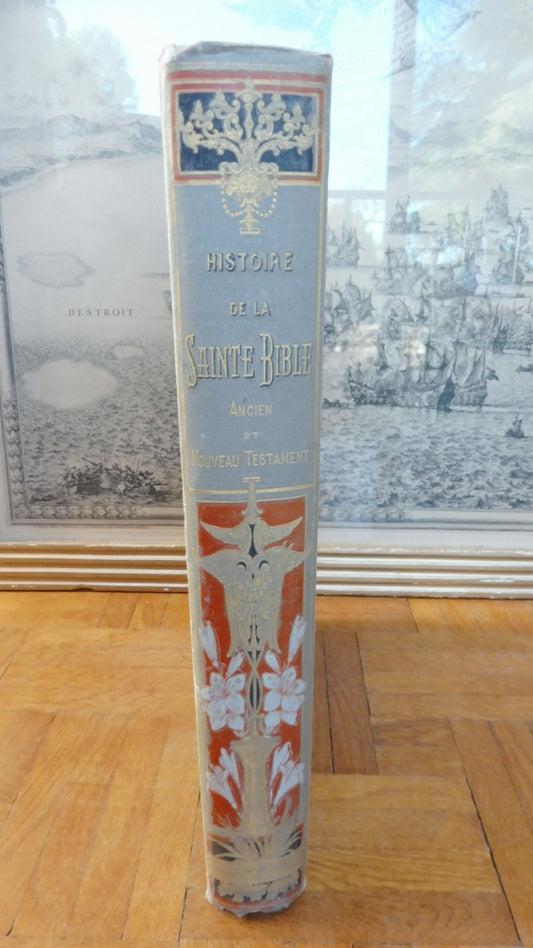 HISTOIRE
DE LA
SAINTE BIBLE
ANCIEN
ET
NOUVEAU TESTAMENT
DESTROIT